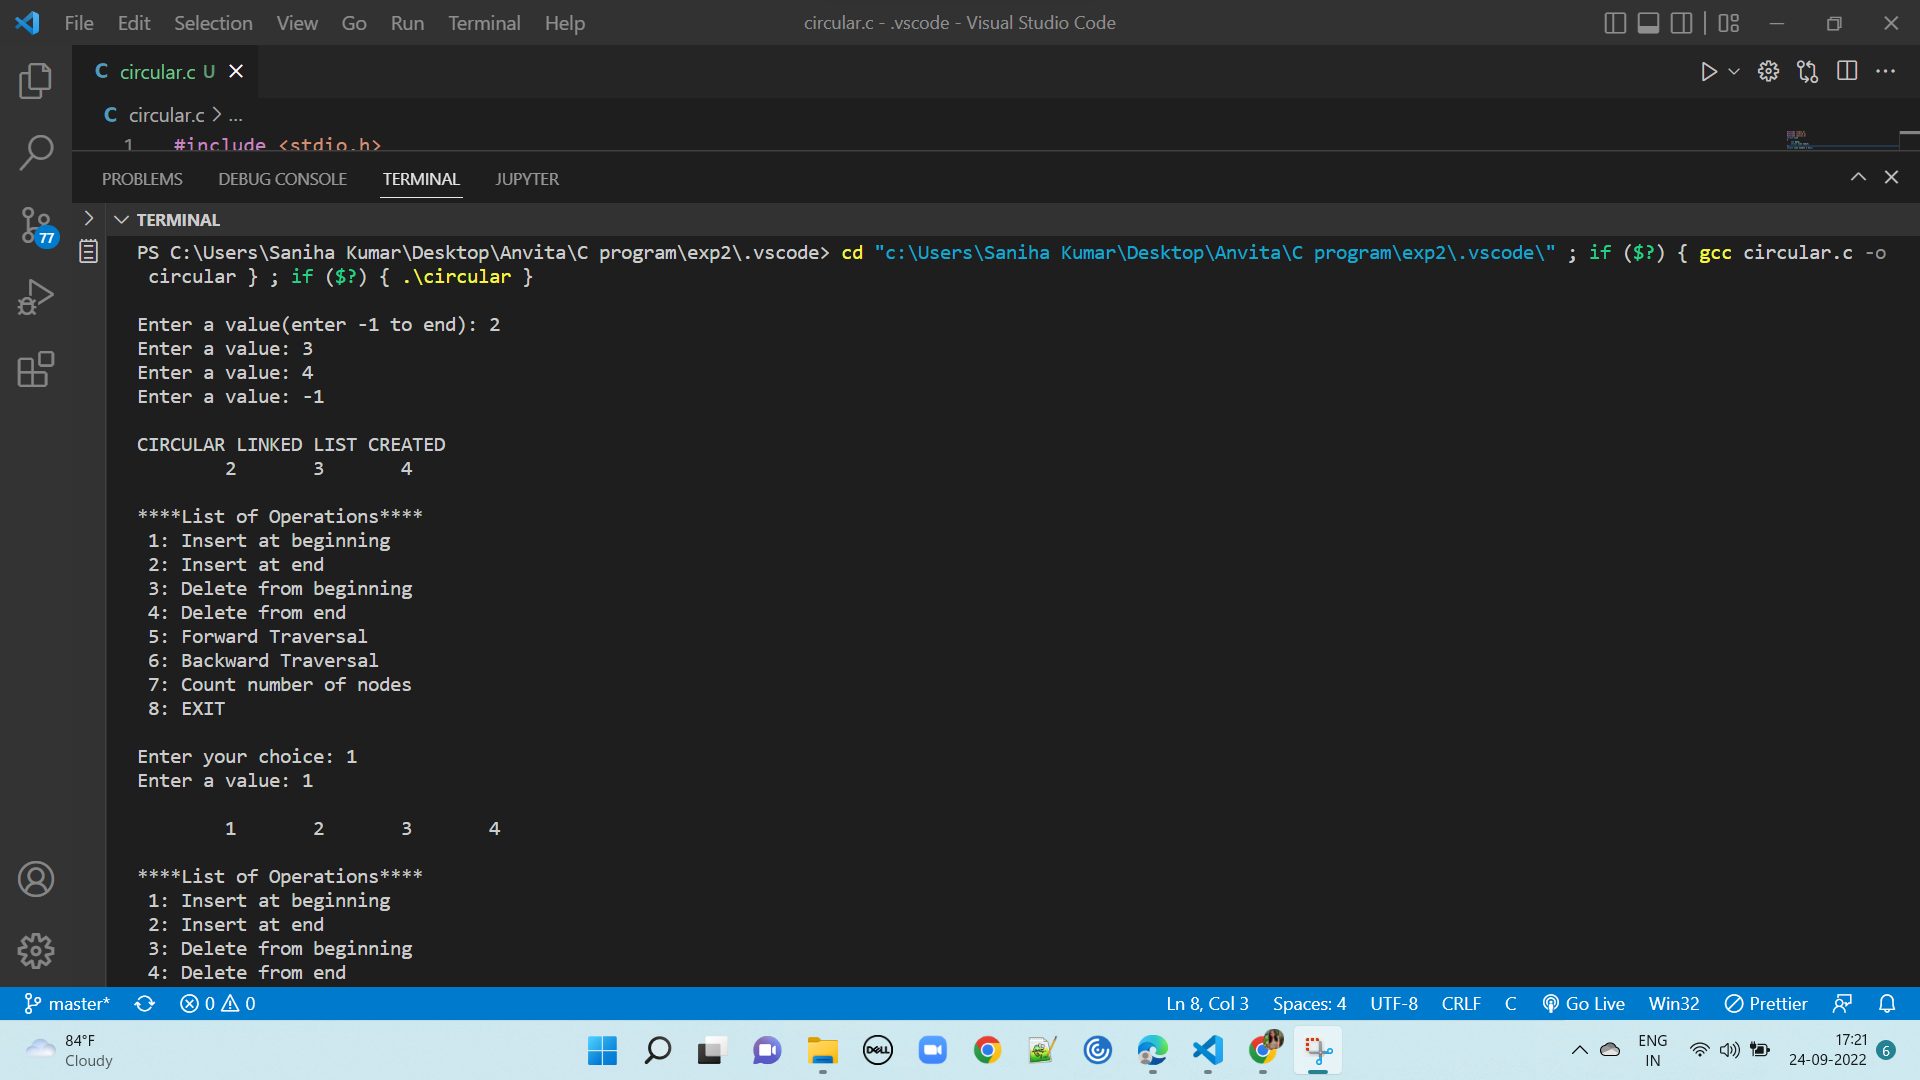 File Edit Selection View Go Run Terminal Help circular.c - .vscode - Visual Studio Code
C circular.c U
C circular.c > ...
1 #include <stdio.h>
PROBLEMS DEBUG CONSOLE TERMINAL JUPYTER
TERMINAL
PS C:\Users\Saniha Kumar\Desktop\Anvita\C program\exp2\.vscode> cd "c:\Users\Saniha Kumar\Desktop\Anvita\C program\exp2\.vscode\" ; if ($?) { gcc circular.c -o
circular } ; if ($?) { .\circular }
Enter a value(enter -1 to end): 2
Enter a value: 3
Enter a value: 4
Enter a value: -1
CIRCULAR LINKED LIST CREATED
2 3 4
****List of Operations****
1: Insert at beginning
2: Insert at end
3: Delete from beginning
4: Delete from end
5: Forward Traversal
6: Backward Traversal
7: Count number of nodes
8: EXIT
Enter your choice: 1
Enter a value: 1
1 2 3 4
****List of Operations****
1: Insert at beginning
2: Insert at end
3: Delete from beginning
4: Delete from end
77
master* 0 0 Ln 8, Col 3 Spaces: 4 UTF-8 CRLF C Go Live Win32 Prettier
84°F
Cloudy
DELL
ENG
IN
17:21
24-09-2022
6